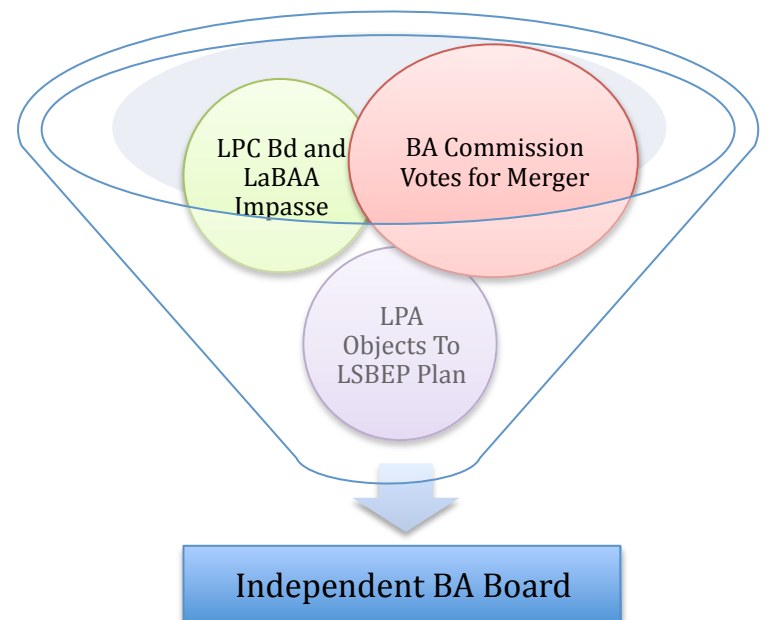 LPC Bd and
LaBAA
Impasse
BA Commission
Votes for Merger
LPA
Objects To
LSBEP Plan
Independent BA Board